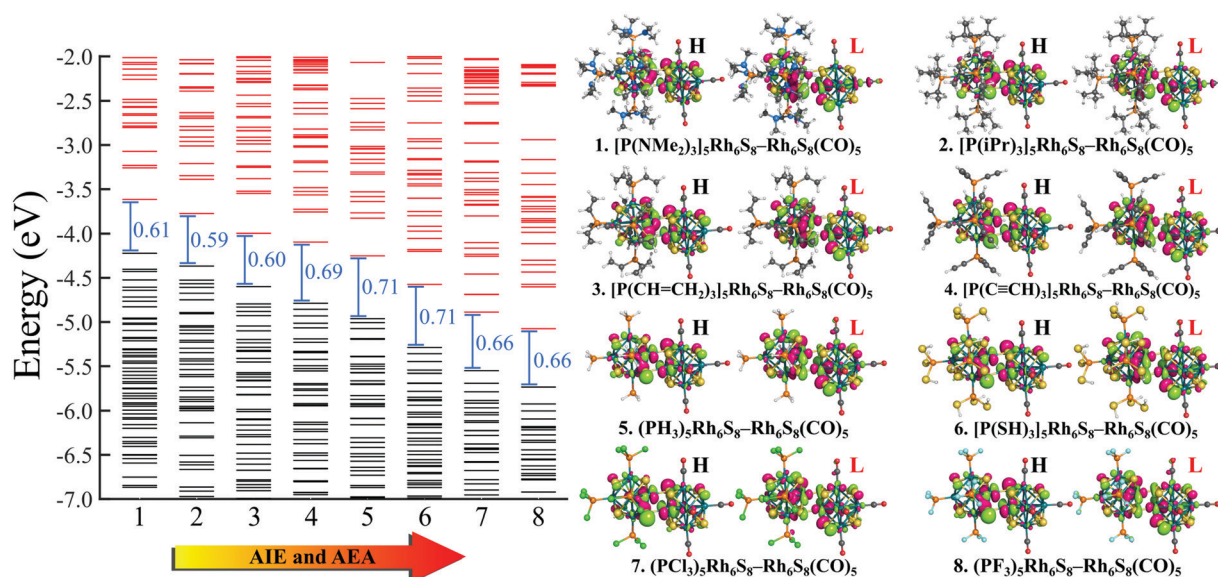 Energy (eV)
-2.0
-2.5
-3.0
-3.5
-4.0
-4.5
-5.0
-5.5
-6.0
-6.5
-7.0
0.61
0.59
0.60
0.69
0.71
0.71
0.66
0.66
1 2 3 4 5 6 7 8
AIE and AEA
H L H L
1. [P(NMe₂)₃]₅Rh₆S₈–Rh₆S₈(CO)₅ 2. [P(iPr)₃]₅Rh₆S₈–Rh₆S₈(CO)₅
H L H L
3. [P(CH=CH₂)₃]₅Rh₆S₈–Rh₆S₈(CO)₅ 4. [P(C≡CH)₃]₅Rh₆S₈–Rh₆S₈(CO)₅
H L H L
5. (PH₃)₅Rh₆S₈–Rh₆S₈(CO)₅ 6. [P(SH)₃]₅Rh₆S₈–Rh₆S₈(CO)₅
H L H L
7. (PCl₃)₅Rh₆S₈–Rh₆S₈(CO)₅ 8. (PF₃)₅Rh₆S₈–Rh₆S₈(CO)₅